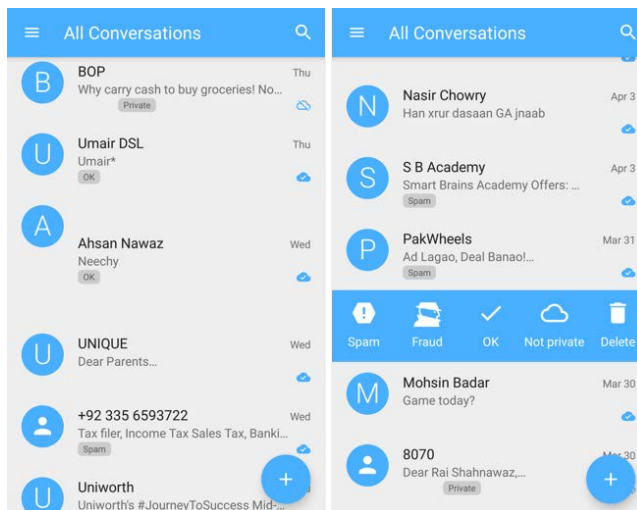 All Conversations
B
BOP
Thu
Why carry cash to buy groceries! No...
Private
U
Umair DSL
Thu
Umair*
OK
A
Ahsan Nawaz
Wed
Neechy
OK
U
UNIQUE
Wed
Dear Parents...
+92 335 6593722
Wed
Tax filer, Income Tax Sales Tax, Banki...
Spam
U
Uniworth
Uniworth's #JourneyToSuccess Mid-...
+
All Conversations
N
Nasir Chowry
Apr 3
Han xrur dasaan GA jnaab
S
S B Academy
Apr 3
Smart Brains Academy Offers: ...
Spam
P
PakWheels
Mar 31
Ad Lagao, Deal Banao!...
Spam
Spam Fraud OK Not private Delete
M
Mohsin Badar
Mar 30
Game today?
8070
Mar 30
Dear Rai Shahnawaz,...
Private
+